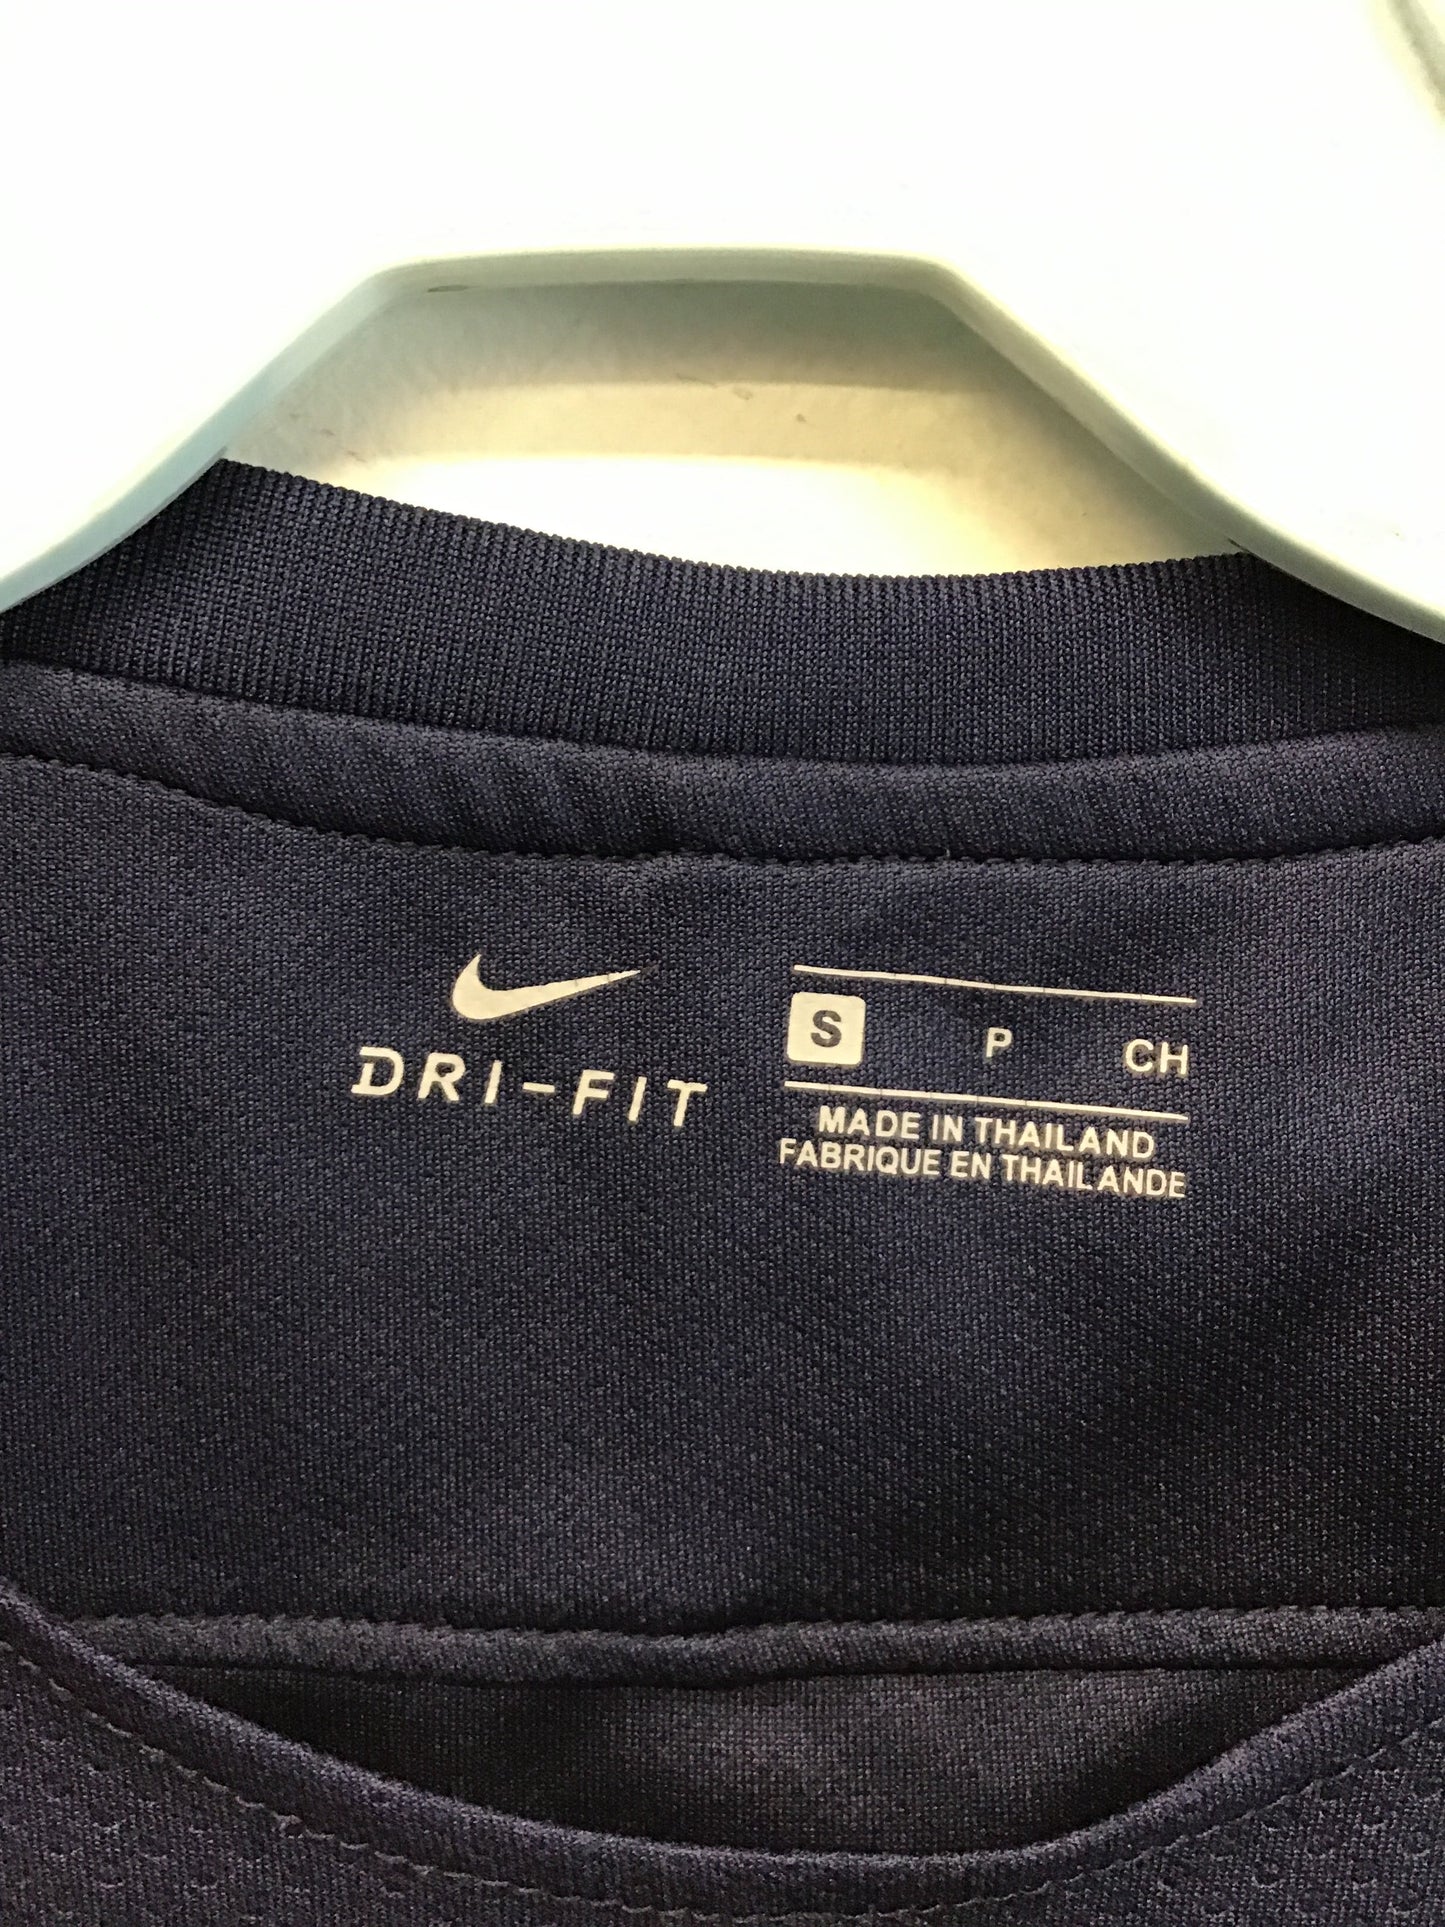 DRI-FIT
S P CH
MADE IN THAILAND
FABRIQUE EN THAILANDE